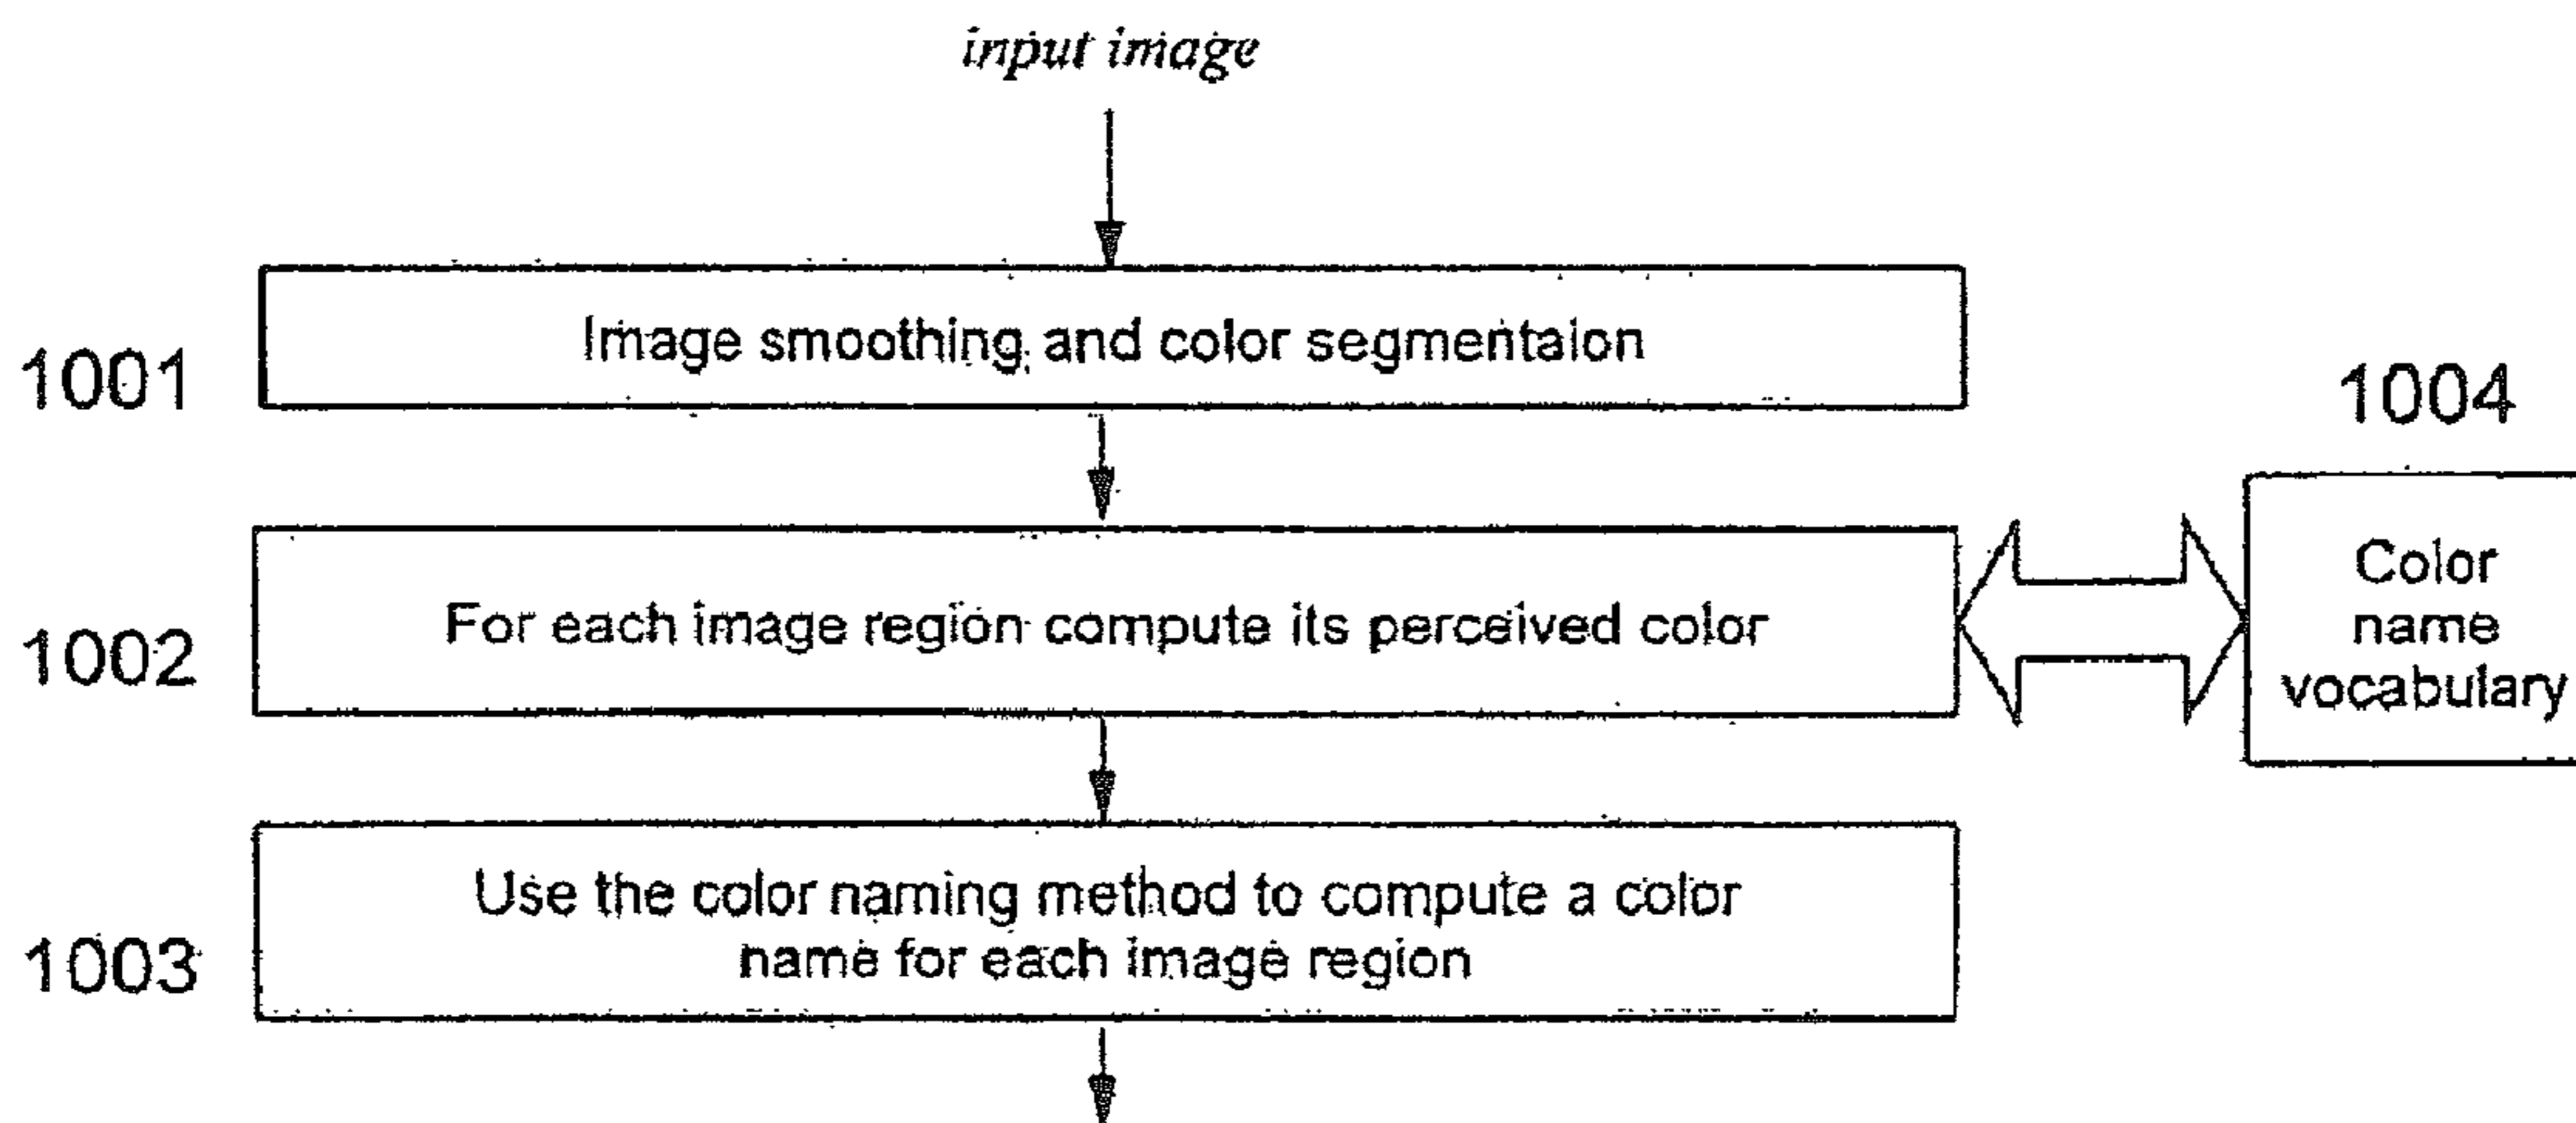 input image
1001
Image smoothing and color segmentaion
1004
1002
For each image region compute its perceived color
Color
name
vocabulary
1003
Use the color naming method to compute a color
name for each image region